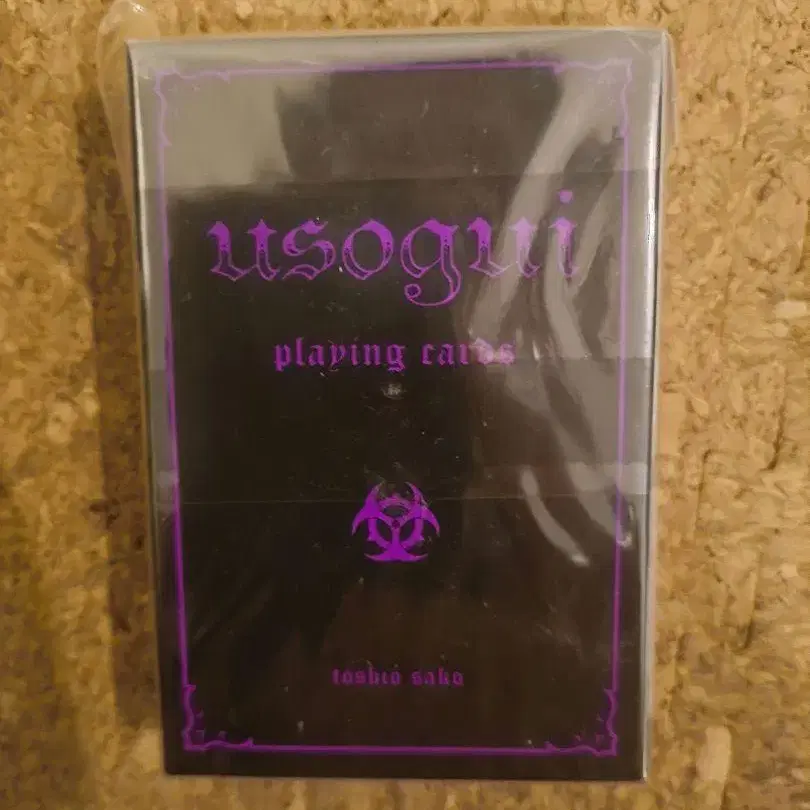 usogui
playing cards
toshio sako